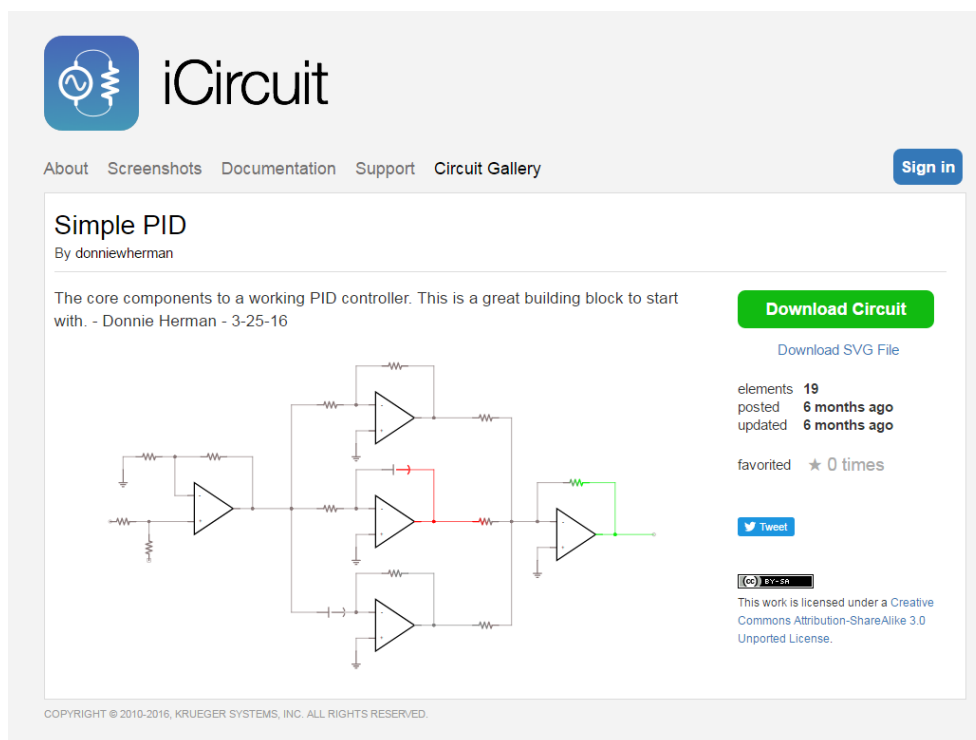 iCircuit
About Screenshots Documentation Support Circuit Gallery Sign in
Simple PID
By donniewherman
The core components to a working PID controller. This is a great building block to start
with. - Donnie Herman - 3-25-16
Download Circuit
Download SVG File
elements 19
posted 6 months ago
updated 6 months ago
favorited ★ 0 times
Tweet
cc BY-SA
This work is licensed under a Creative
Commons Attribution-ShareAlike 3.0
Unported License.
COPYRIGHT © 2010-2016, KRUEGER SYSTEMS, INC. ALL RIGHTS RESERVED.